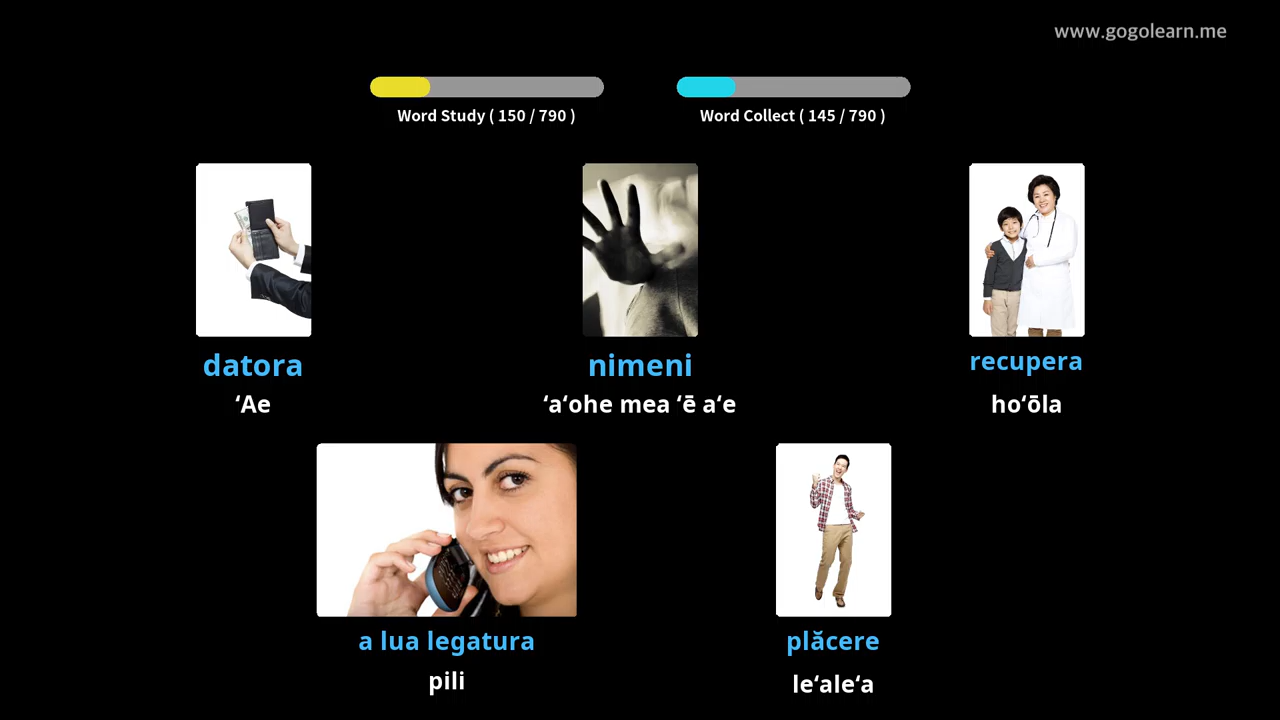 www.gogolearn.me
Word Study ( 150 / 790 )
Word Collect ( 145 / 790 )
datora
ʻAe
nimeni
ʻaʻohe mea ʻē aʻe
recupera
hoʻōla
a lua legatura
pili
plăcere
leʻaleʻa